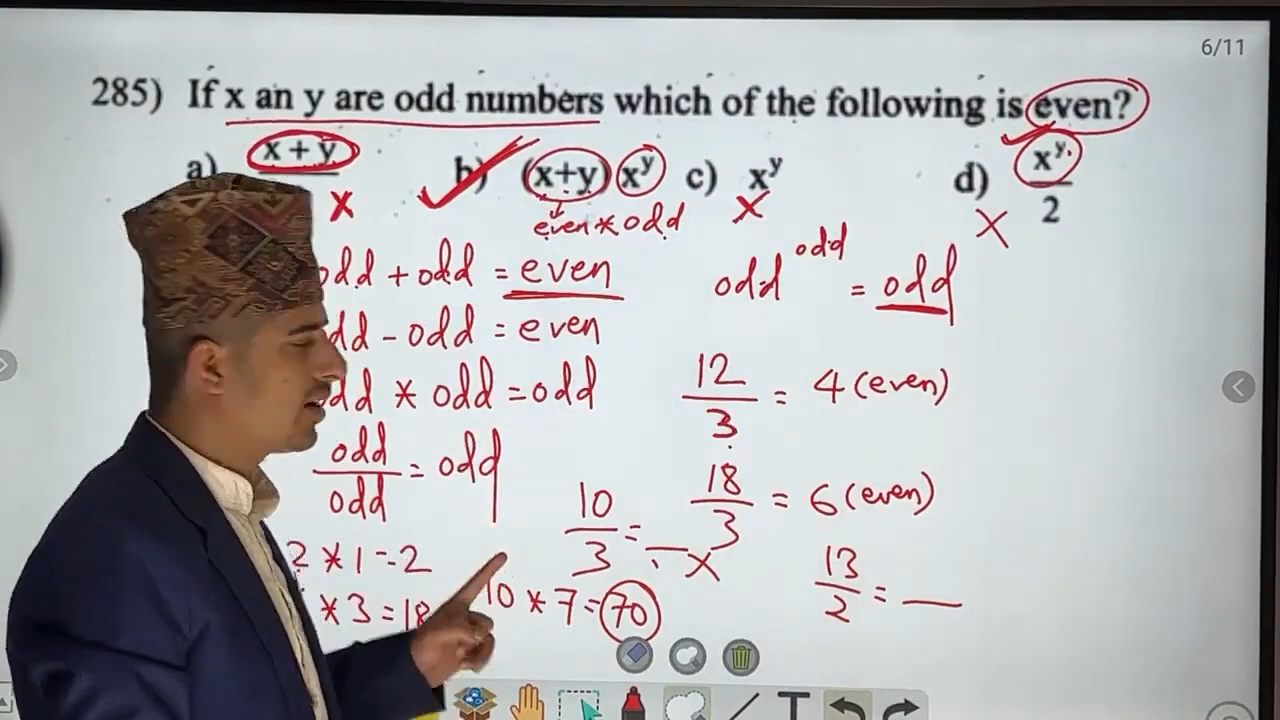 6/11
285) If x an y are odd numbers which of the following is even?
a) x + y b) (x+y) x^y c) x^y d) x^y / 2
x even * odd x x
odd + odd = even odd^odd = odd
odd - odd = even
odd * odd = odd 12/3 = 4 (even)
odd/odd = odd 18/3 = 6 (even)
10/3 = x 13/2 =
2 * 1 = 2
* 3 = 18 10 * 7 = 70
T